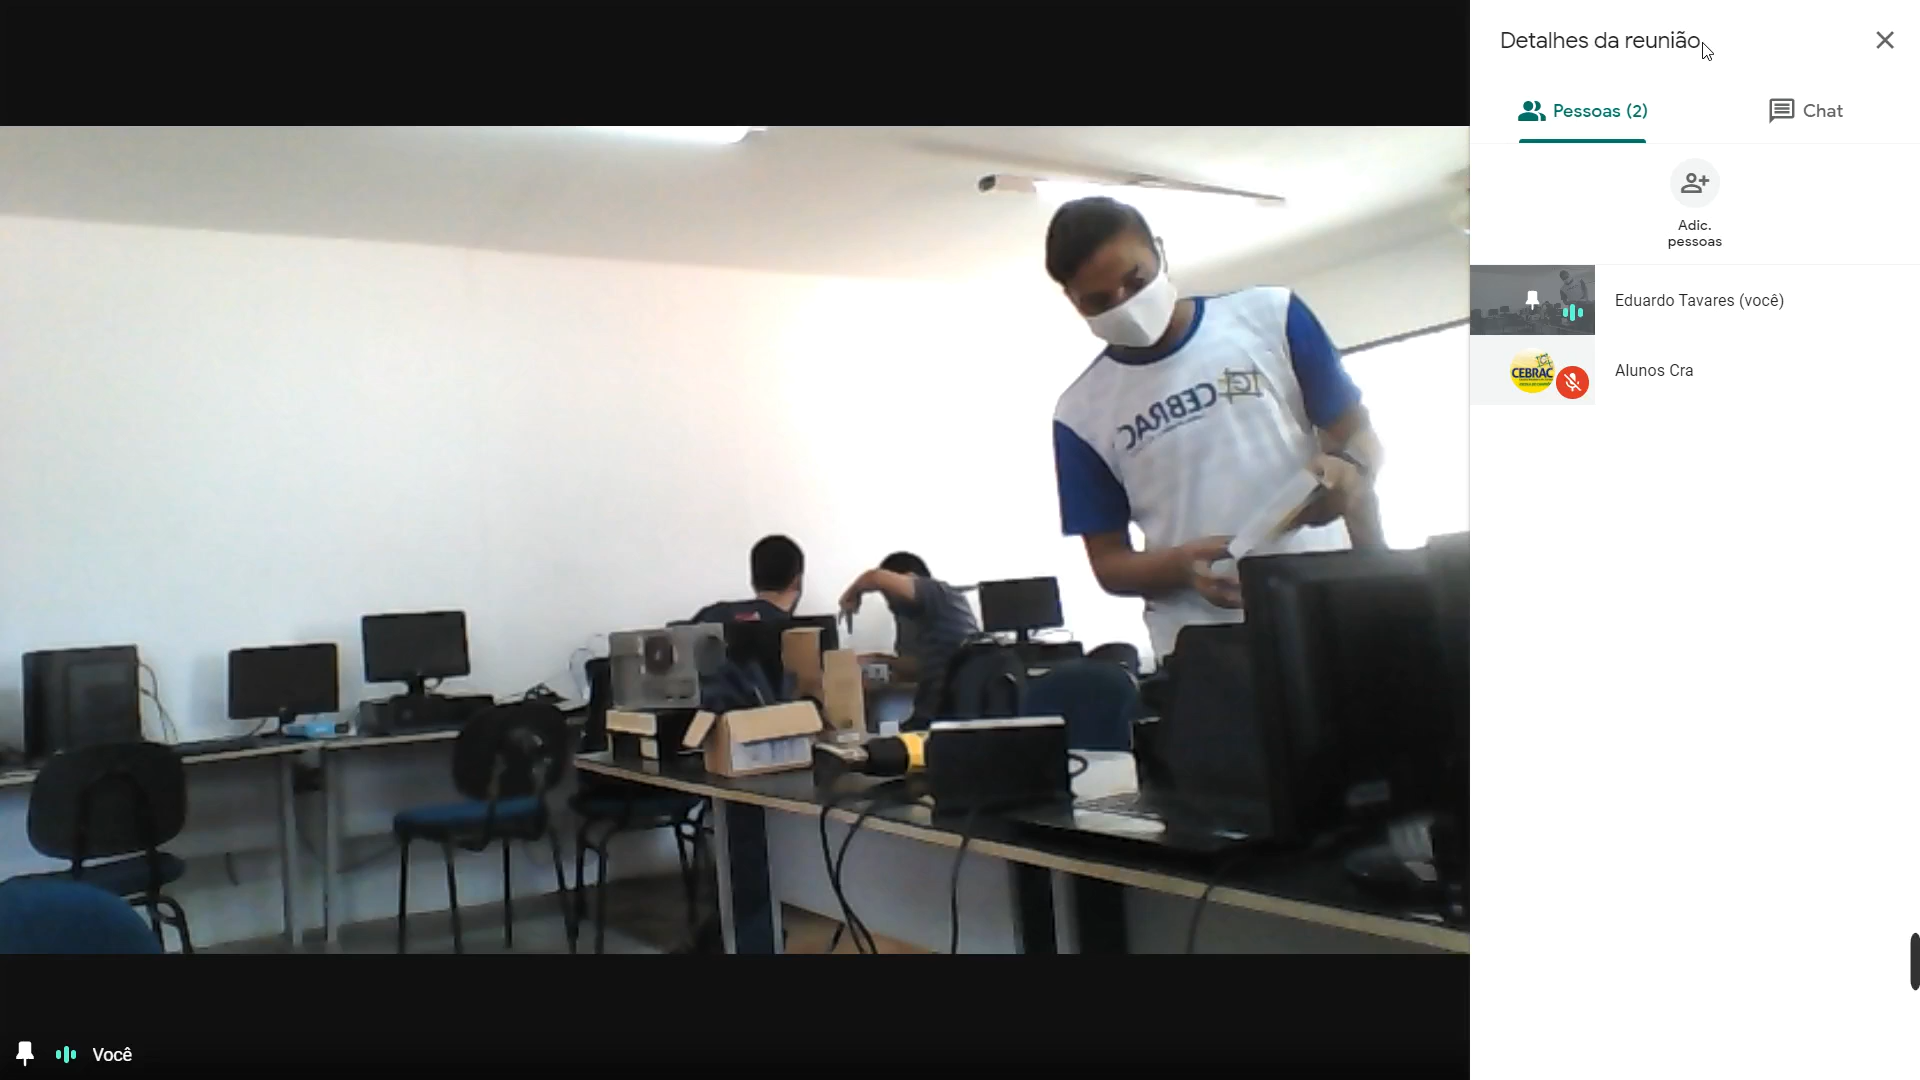 Detalhes da reunião
Pessoas (2)
Chat
Adic.
pessoas
Eduardo Tavares (você)
CEBRAC
Alunos Cra
CEBRAC
Você